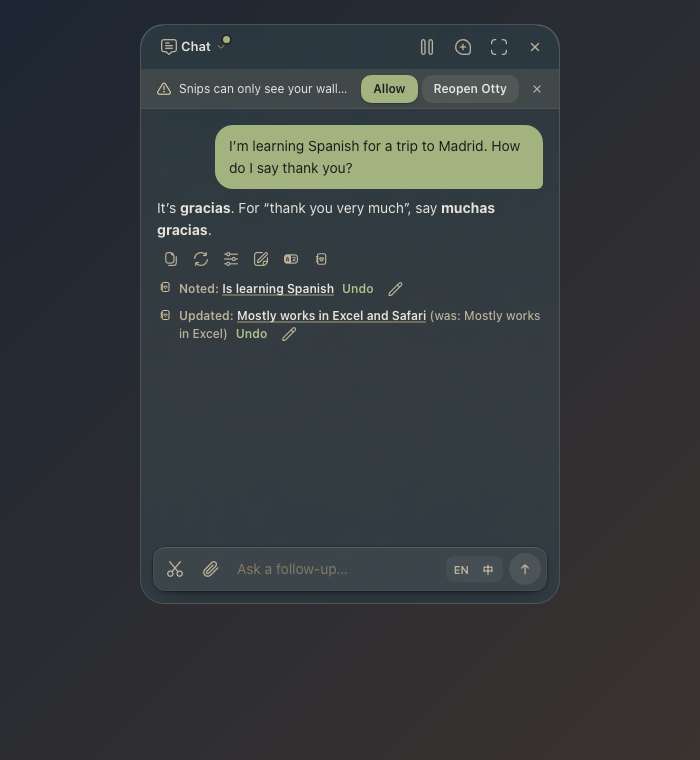 Chat
Snips can only see your wall...
Allow
Reopen Otty
I'm learning Spanish for a trip to Madrid. How
do I say thank you?
It's gracias. For “thank you very much”, say muchas
gracias.
Noted: Is learning Spanish Undo
Updated: Mostly works in Excel and Safari (was: Mostly works
in Excel) Undo
Ask a follow-up...
EN 中